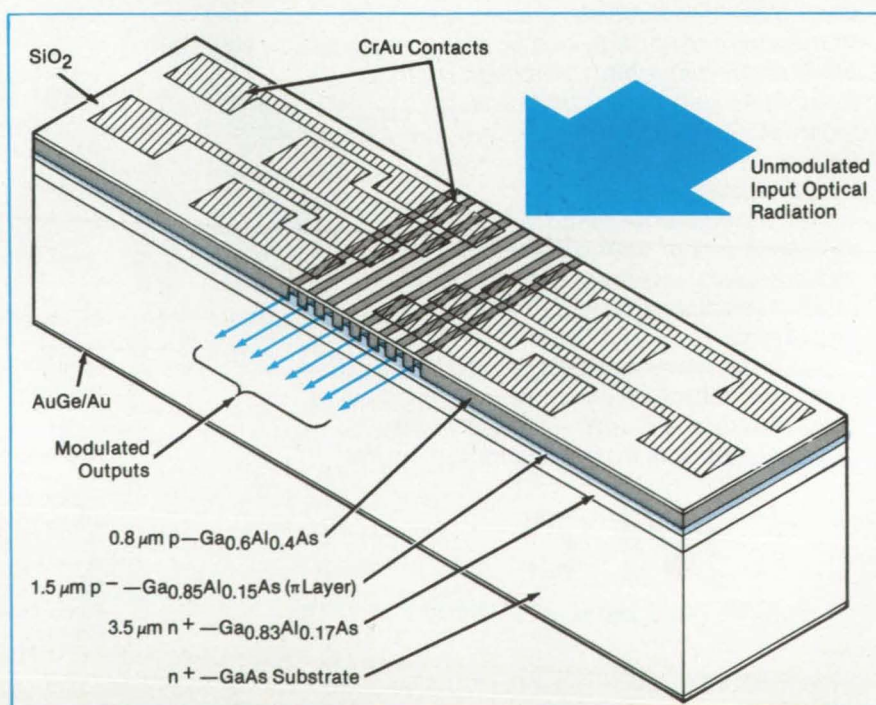 CrAu Contacts
SiO₂
Unmodulated
Input Optical
Radiation
AuGe/Au
Modulated
Outputs
0.8 μm p—Ga₀.₆Al₀.₄As
1.5 μm p⁻ —Ga₀.₈₅Al₀.₁₅As (π Layer)
3.5 μm n⁺ —Ga₀.₈₃Al₀.₁₇As
n⁺ —GaAs Substrate